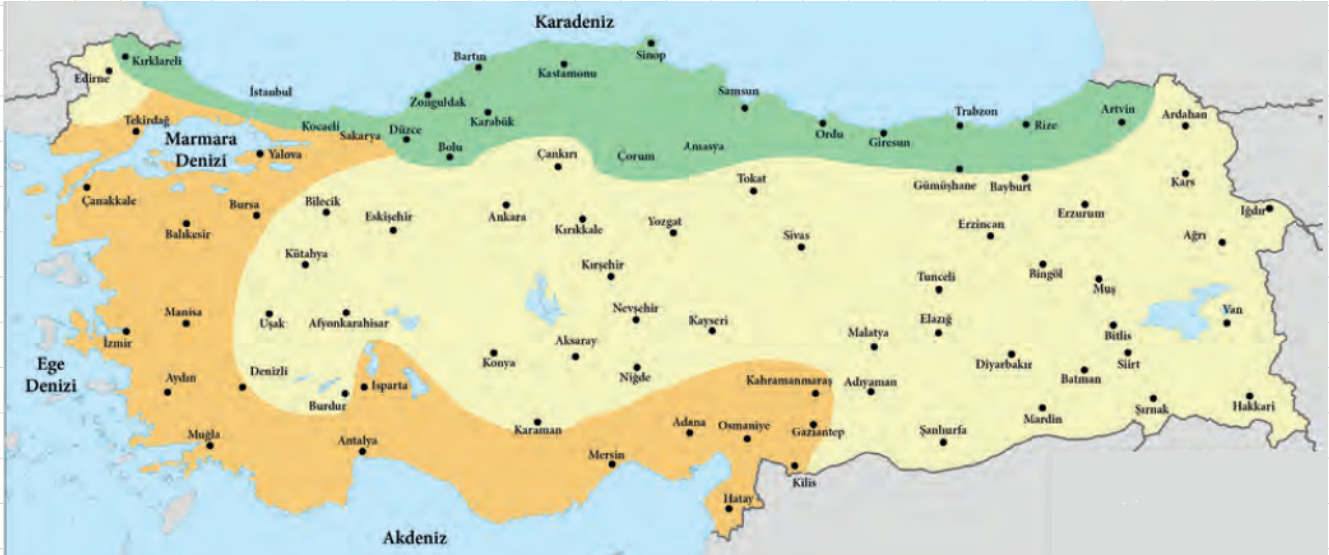 Karadeniz
Sinop
Bartın
Kırklareli
Kastamonu
Edirne
İstanbul
Zonguldak
Samsun
Trabzon
Artvin
Ardahan
Tekirdağ
Kocaeli
Sakarya
Düzce
Karabük
Ordu
Giresun
Rize
Marmara
Denizi
Yalova
Bolu
Çankırı
Çorum
Amasya
Tokat
Gümüşhane
Bayburt
Kars
Çanakkale
Bursa
Bilecik
Eskişehir
Ankara
Kırıkkale
Yozgat
Sivas
Erzincan
Erzurum
Iğdır
Balıkesir
Ağrı
Kütahya
Kırşehir
Tunceli
Bingöl
Muş
Manisa
Uşak
Afyonkarahisar
Nevşehir
Kayseri
Malatya
Elazığ
Van
İzmir
Aksaray
Bitlis
Ege
Denizi
Aydın
Denizli
Isparta
Burdur
Konya
Niğde
Kahramanmaraş
Adıyaman
Diyarbakır
Batman
Siirt
Muğla
Antalya
Karaman
Mersin
Adana
Osmaniye
Gaziantep
Şanlıurfa
Mardin
Şırnak
Hakkari
Kilis
Hatay
Akdeniz